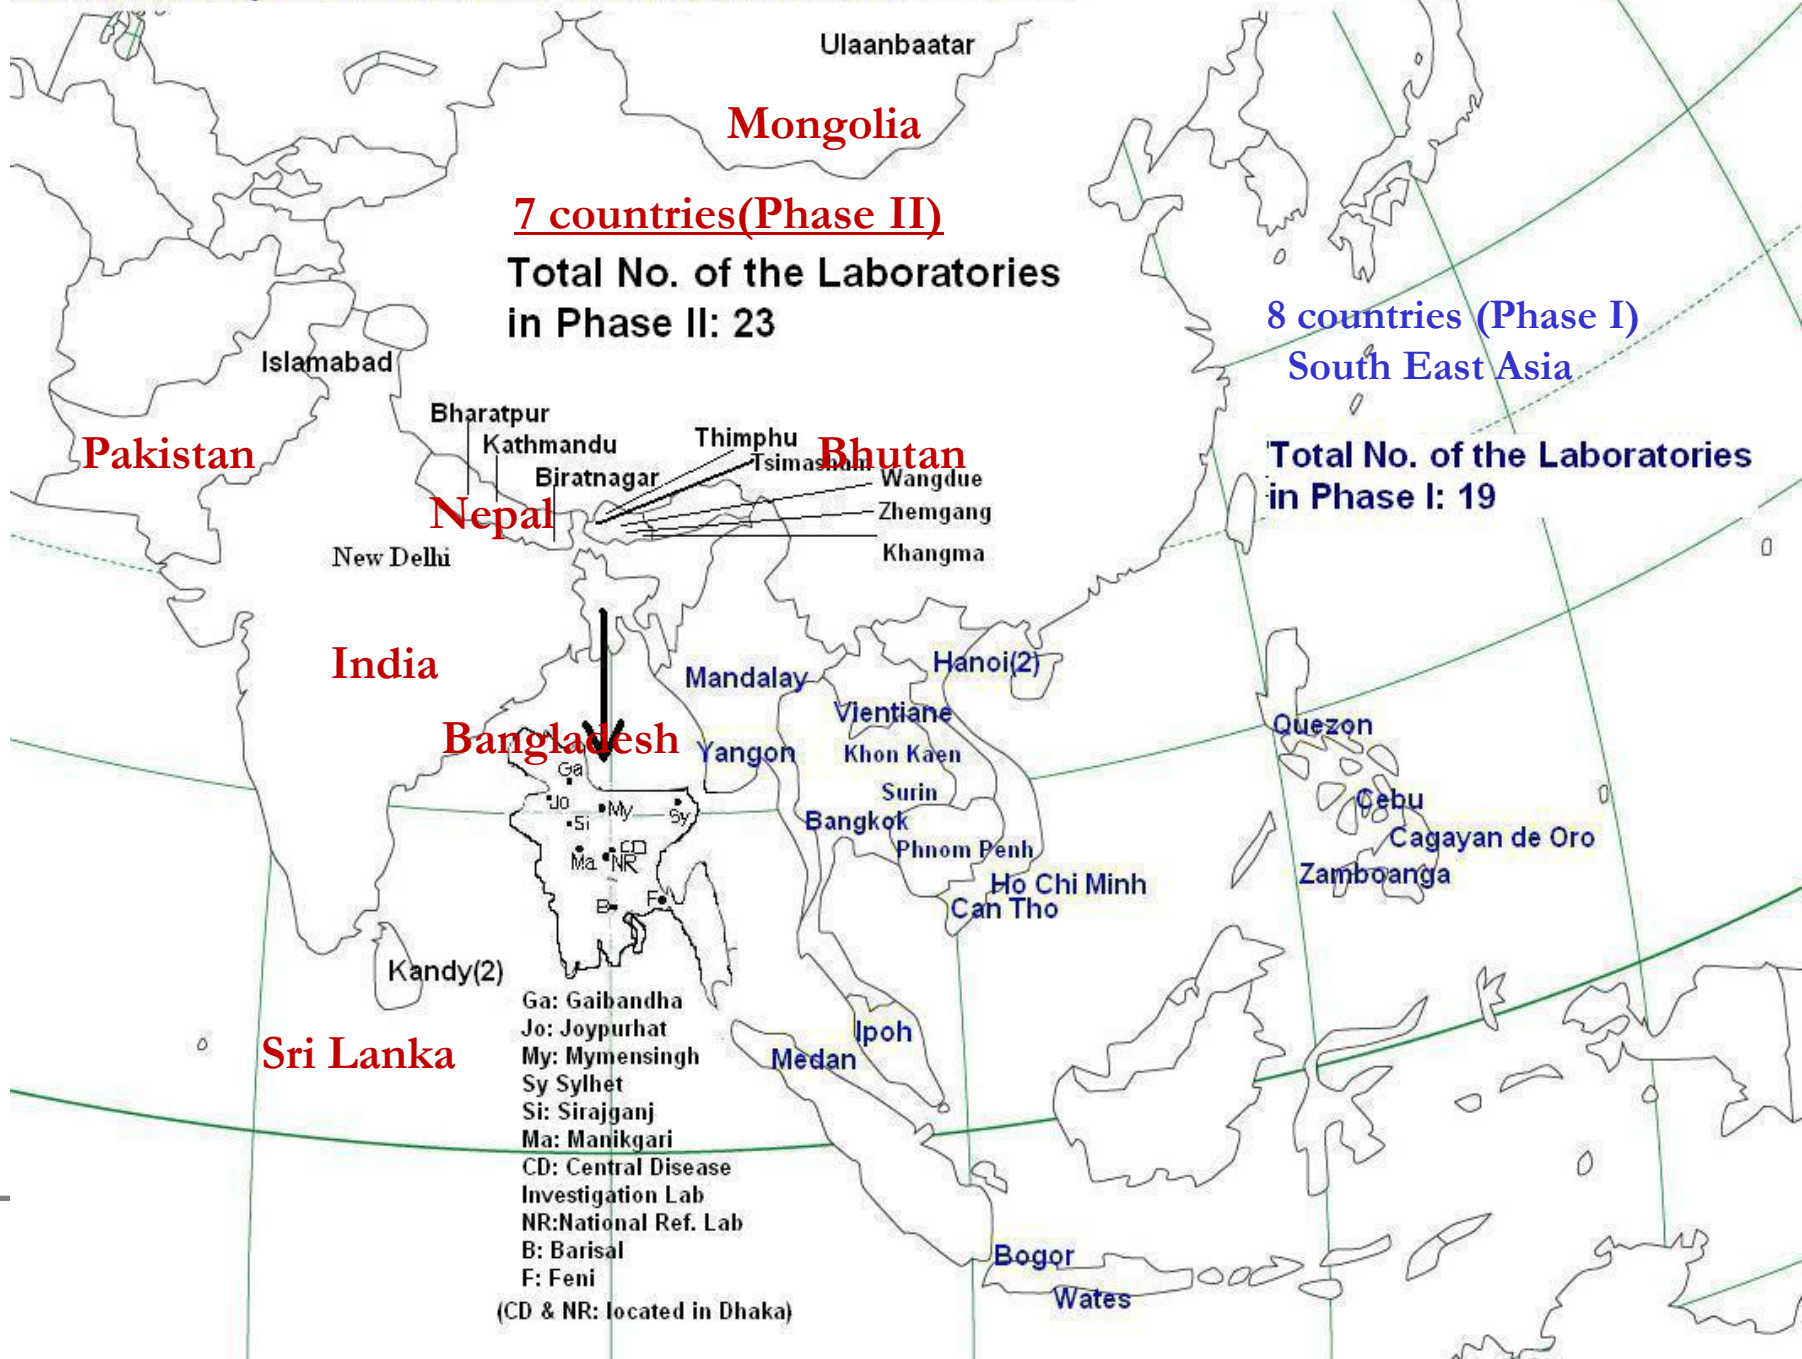 Ulaanbaatar
Mongolia
7 countries(Phase II)
Total No. of the Laboratories
in Phase II: 23
8 countries (Phase I)
South East Asia
Total No. of the Laboratories
in Phase I: 19
Islamabad
Pakistan
Bharatpur
Kathmandu
Biratnagar
Nepal
Thimphu
Bhutan
Wangdue
Zhemgang
Khangma
New Delhi
India
Bangladesh
Ga
Jo
My
Sy
Si
Ma
CD
NR
B
F
Kandy(2)
Sri Lanka
Ga: Gaibandha
Jo: Joypurhat
My: Mymensingh
Sy Sylhet
Si: Sirajganj
Ma: Manikgari
CD: Central Disease
Investigation Lab
NR:National Ref. Lab
B: Barisal
F: Feni
(CD & NR: located in Dhaka)
Mandalay
Hanoi(2)
Vientiane
Yangon
Khon Kaen
Surin
Bangkok
Phnom Penh
Ho Chi Minh
Can Tho
Quezon
Cebu
Cagayan de Oro
Zamboanga
Ipoh
Medan
Bogor
Wates